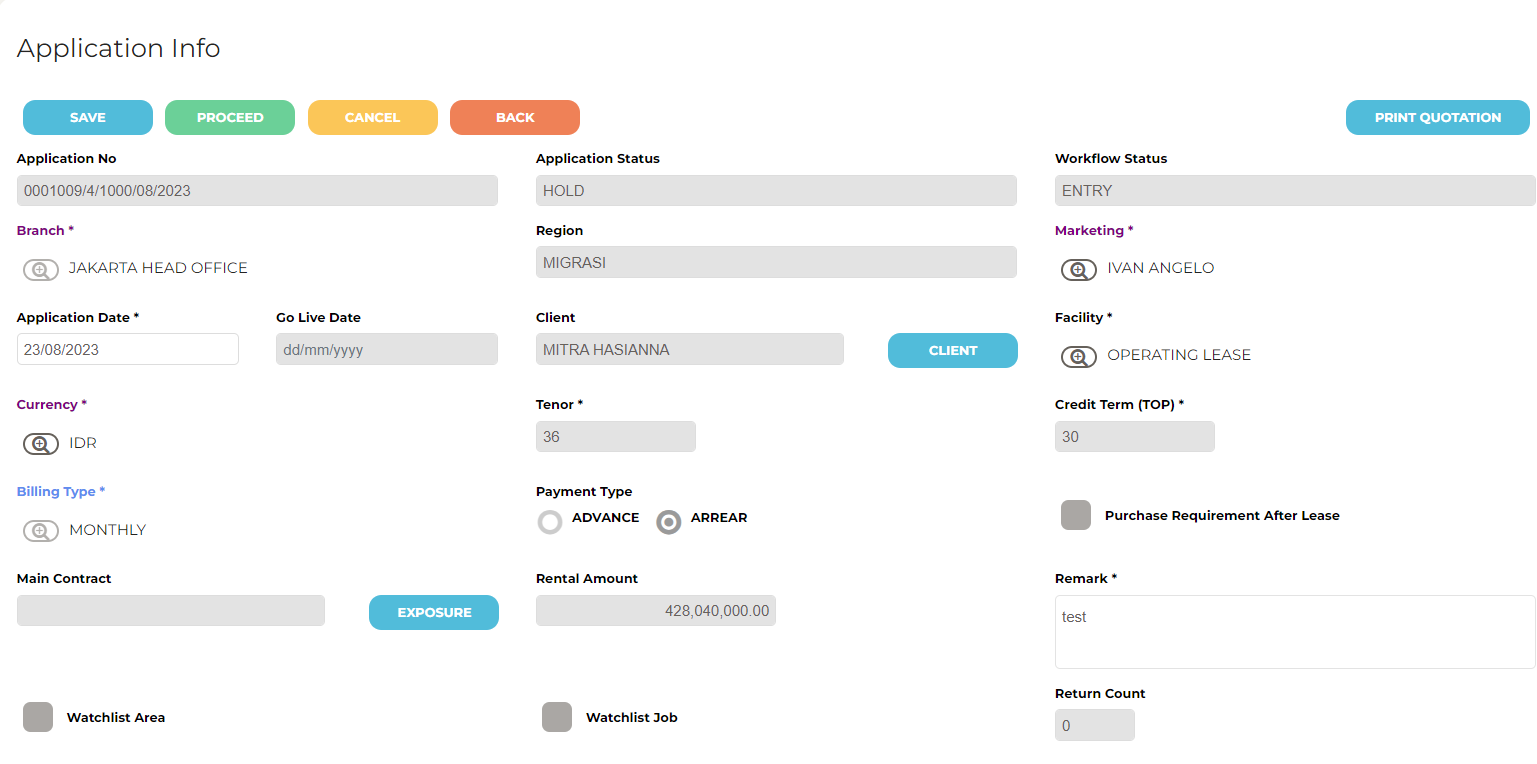 Application Info
SAVE PROCEED CANCEL BACK PRINT QUOTATION
Application No Application Status Workflow Status
0001009/4/1000/08/2023 HOLD ENTRY
Branch * Region Marketing *
JAKARTA HEAD OFFICE MIGRASI IVAN ANGELO
Application Date * Go Live Date Client Facility *
23/08/2023 dd/mm/yyyy MITRA HASIANNA CLIENT OPERATING LEASE
Currency * Tenor * Credit Term (TOP) *
IDR 36 30
Billing Type * Payment Type
MONTHLY ADVANCE ARREAR Purchase Requirement After Lease
Main Contract Rental Amount Remark *
EXPOSURE 428,040,000.00 test
Return Count
Watchlist Area Watchlist Job 0